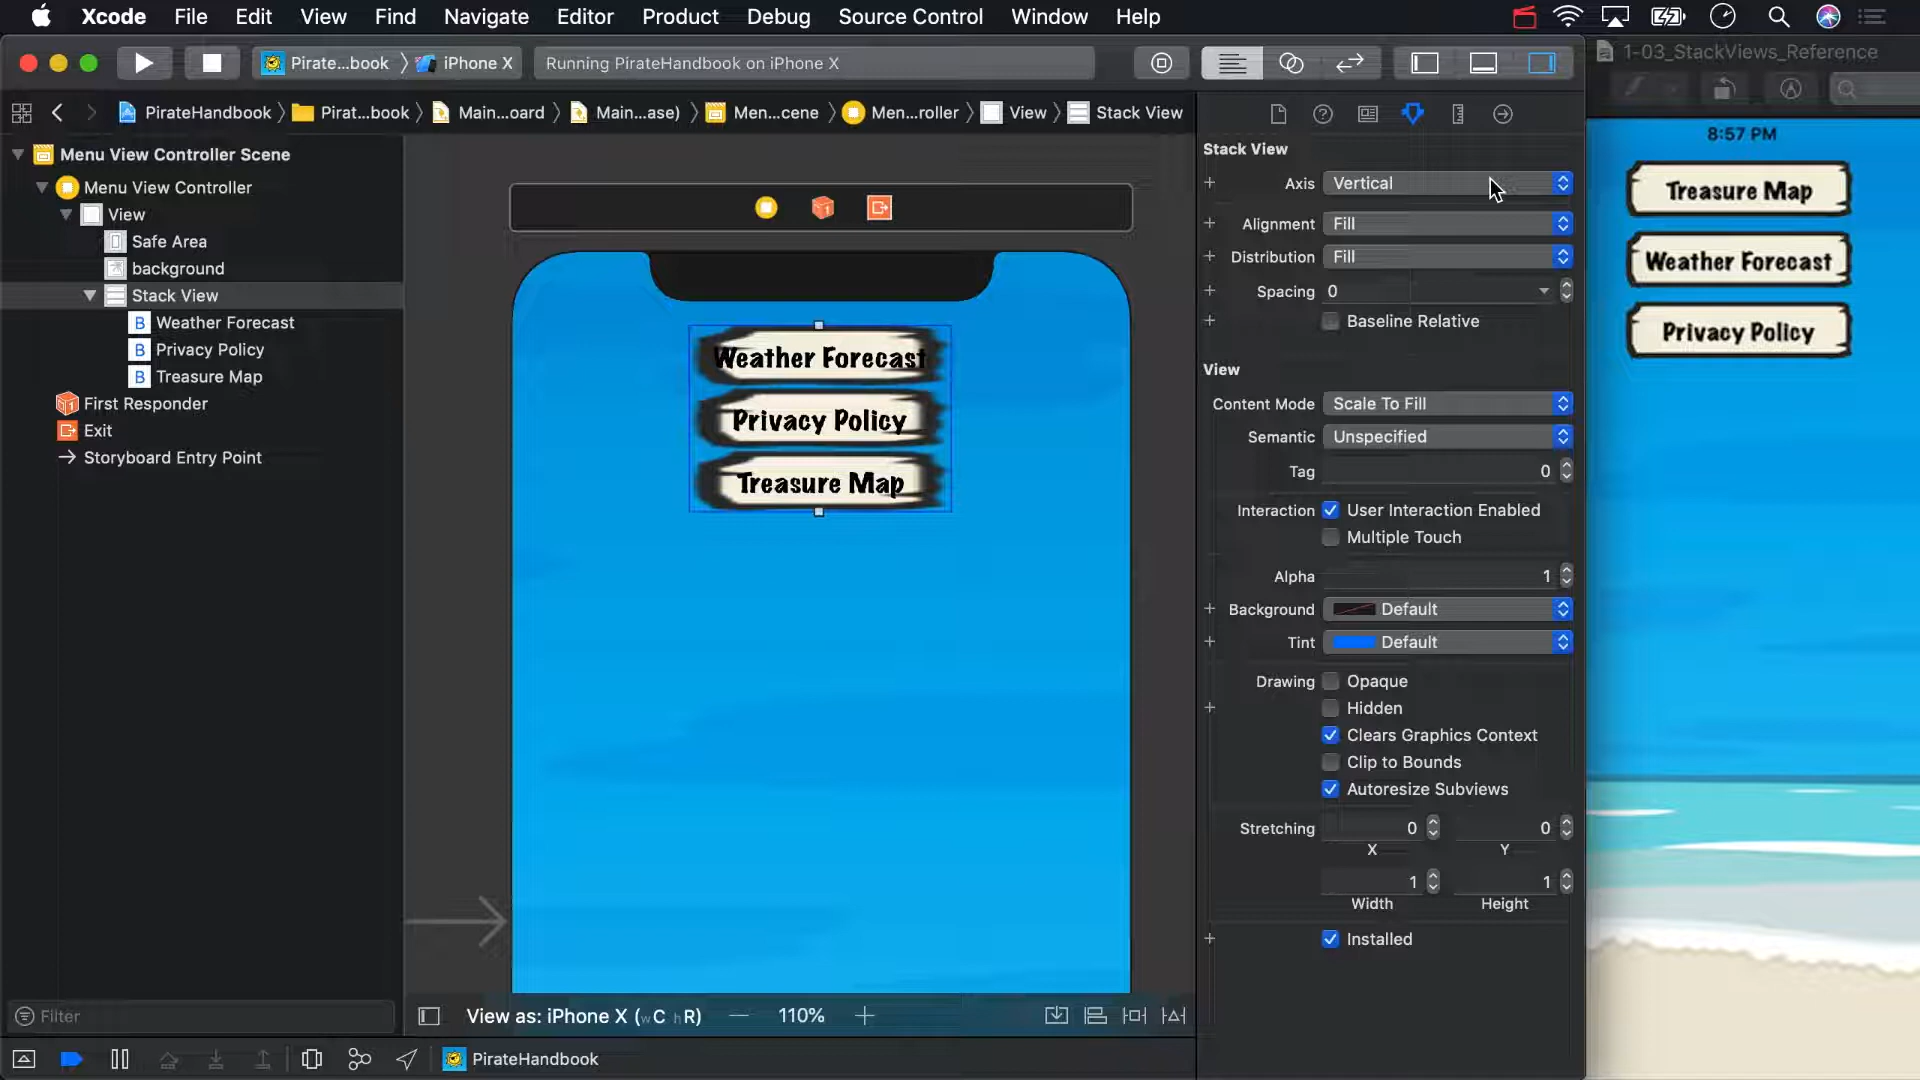 Xcode File Edit View Find Navigate Editor Product Debug Source Control Window Help
Pirate...book iPhone X
Running PirateHandbook on iPhone X
1-03_StackViews_Reference
PirateHandbook Pirat...book Main...oard Main...ase) Men...cene Men...roller View Stack View
Menu View Controller Scene
Menu View Controller
View
Safe Area
background
Stack View
B Weather Forecast
B Privacy Policy
B Treasure Map
First Responder
Exit
Storyboard Entry Point
Filter
Weather Forecast
Privacy Policy
Treasure Map
View as: iPhone X (wC hR)
110%
PirateHandbook
Stack View
Axis Vertical
Alignment Fill
Distribution Fill
Spacing 0
Baseline Relative
View
Content Mode Scale To Fill
Semantic Unspecified
Tag 0
Interaction User Interaction Enabled
Multiple Touch
Alpha 1
Background Default
Tint Default
Drawing Opaque
Hidden
Clears Graphics Context
Clip to Bounds
Autoresize Subviews
Stretching 0 0
X Y
1 1
Width Height
Installed
8:57 PM
Treasure Map
Weather Forecast
Privacy Policy